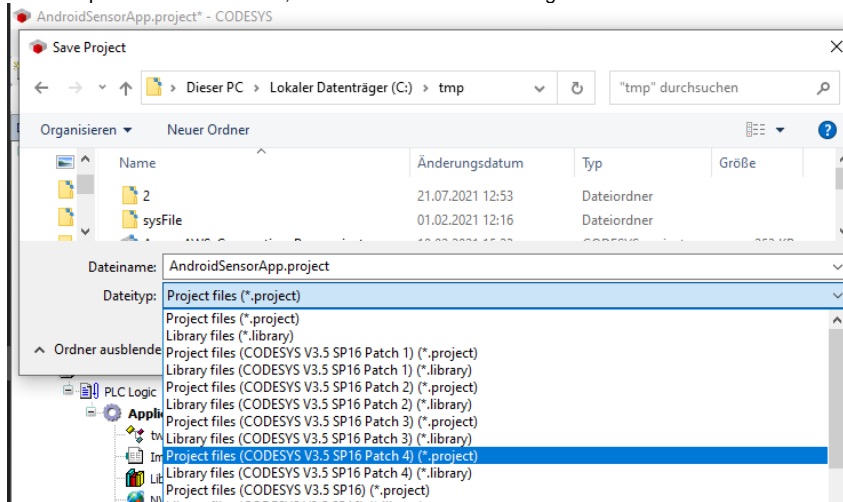 AndroidSensorApp.project* - CODESYS
Save Project
Dieser PC > Lokaler Datenträger (C:) > tmp
"tmp" durchsuchen
Organisieren
Neuer Ordner
Name Änderungsdatum Typ Größe
2 21.07.2021 12:53 Dateiordner
sysFile 01.02.2021 12:16 Dateiordner
Dateiname: AndroidSensorApp.project
Dateityp: Project files (*.project)
Project files (*.project)
Library files (*.library)
Ordner ausblende
Project files (CODESYS V3.5 SP16 Patch 1) (*.project)
Library files (CODESYS V3.5 SP16 Patch 1) (*.library)
Project files (CODESYS V3.5 SP16 Patch 2) (*.project)
PLC Logic
Library files (CODESYS V3.5 SP16 Patch 2) (*.library)
Appli
Project files (CODESYS V3.5 SP16 Patch 3) (*.project)
tw
Library files (CODESYS V3.5 SP16 Patch 3) (*.library)
Im
Project files (CODESYS V3.5 SP16 Patch 4) (*.project)
Lib
Library files (CODESYS V3.5 SP16 Patch 4) (*.library)
Project files (CODESYS V3.5 SP16) (*.project)